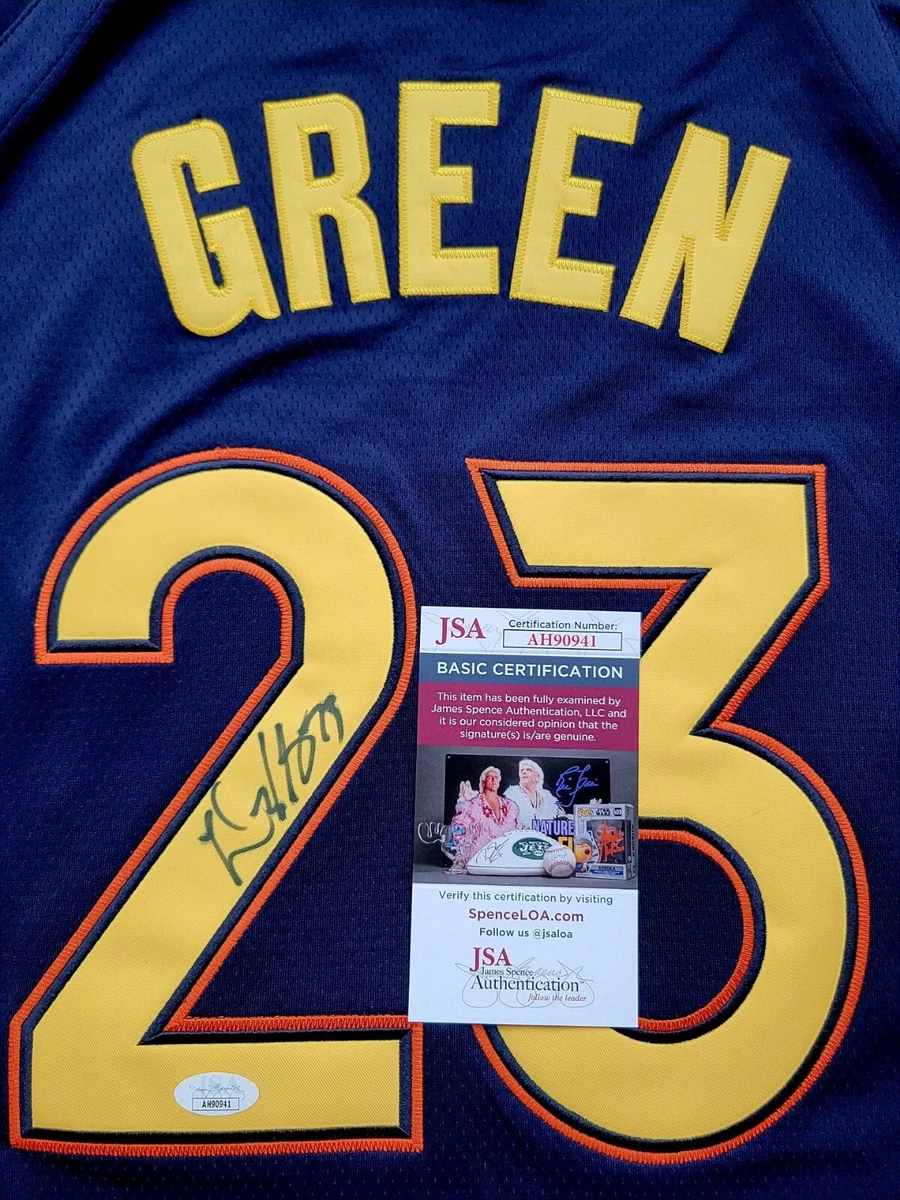 GREEN
23
JSA
Certification Number:
AH90941
BASIC CERTIFICATION
This item has been fully examined by
James Spence Authentication, LLC and
it is our considered opinion that the
signature(s) is/are genuine.
NATURE
JETS
Verify this certification by visiting
SpenceLOA.com
Follow us @jsaloa
JSA
James Spence
Authentication
follow the leader
AH90941